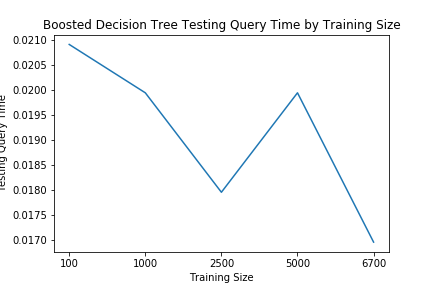 Boosted Decision Tree Testing Query Time by Training Size
0.0210
0.0205
0.0200
0.0195
0.0190
0.0185
0.0180
0.0175
0.0170
Testing Query Time
100 1000 2500 5000 6700
Training Size